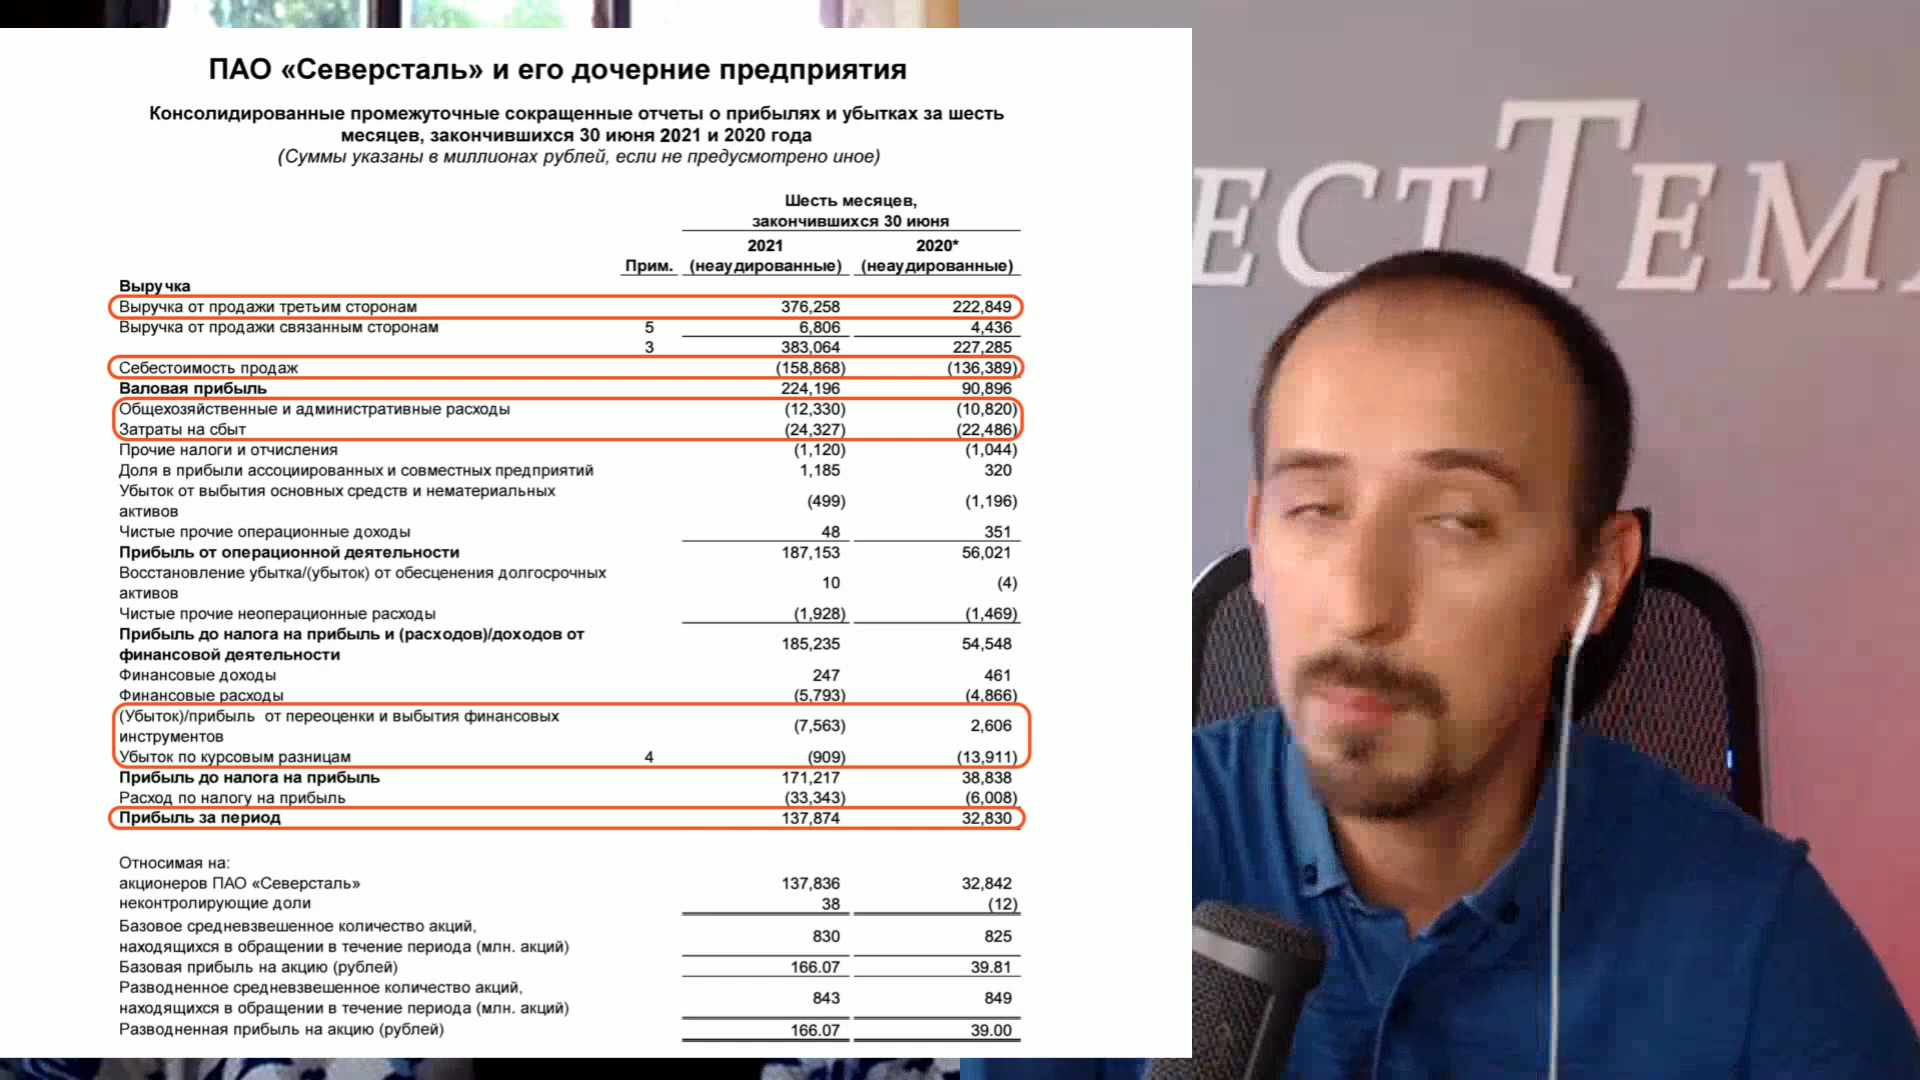 ПАО «Северсталь» и его дочерние предприятия
Консолидированные промежуточные сокращенные отчеты о прибылях и убытках за шесть
месяцев, закончившихся 30 июня 2021 и 2020 года
(Суммы указаны в миллионах рублей, если не предусмотрено иное)
Шесть месяцев,
закончившихся 30 июня
2021 2020*
Прим. (неаудированные) (неаудированные)
Выручка
Выручка от продажи третьим сторонам 376,258 222,849
Выручка от продажи связанным сторонам 5 6,806 4,436
3 383,064 227,285
Себестоимость продаж (158,868) (136,389)
Валовая прибыль 224,196 90,896
Общехозяйственные и административные расходы (12,330) (10,820)
Затраты на сбыт (24,327) (22,486)
Прочие налоги и отчисления (1,120) (1,044)
Доля в прибыли ассоциированных и совместных предприятий 1,185 320
Убыток от выбытия основных средств и нематериальных
активов (499) (1,196)
Чистые прочие операционные доходы 48 351
Прибыль от операционной деятельности 187,153 56,021
Восстановление убытка/(убыток) от обесценения долгосрочных
активов 10 (4)
Чистые прочие неоперационные расходы (1,928) (1,469)
Прибыль до налога на прибыль и (расходов)/доходов от
финансовой деятельности 185,235 54,548
Финансовые доходы 247 461
Финансовые расходы (5,793) (4,866)
(Убыток)/прибыль от переоценки и выбытия финансовых
инструментов (7,563) 2,606
Убыток по курсовым разницам 4 (909) (13,911)
Прибыль до налога на прибыль 171,217 38,838
Расход по налогу на прибыль (33,343) (6,008)
Прибыль за период 137,874 32,830
Относимая на:
акционеров ПАО «Северсталь» 137,836 32,842
неконтролирующие доли 38 (12)
Базовое средневзвешенное количество акций,
находящихся в обращении в течение периода (млн. акций) 830 825
Базовая прибыль на акцию (рублей) 166.07 39.81
Разводненное средневзвешенное количество акций,
находящихся в обращении в течение периода (млн. акций) 843 849
Разводненная прибыль на акцию (рублей) 166.07 39.00
ECTTEM